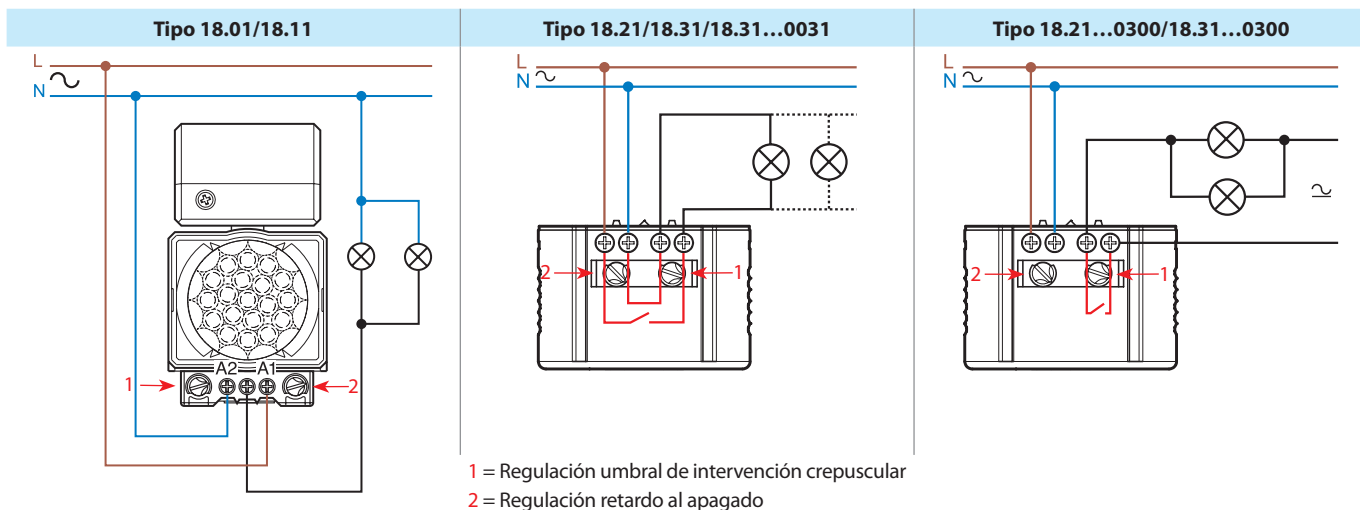 Tipo 18.01/18.11
Tipo 18.21/18.31/18.31...0031
Tipo 18.21...0300/18.31...0300
L
N
L
N
L
N
A2 A1
1
2
2
1
2
1
1 = Regulación umbral de intervención crepuscular
2 = Regulación retardo al apagado